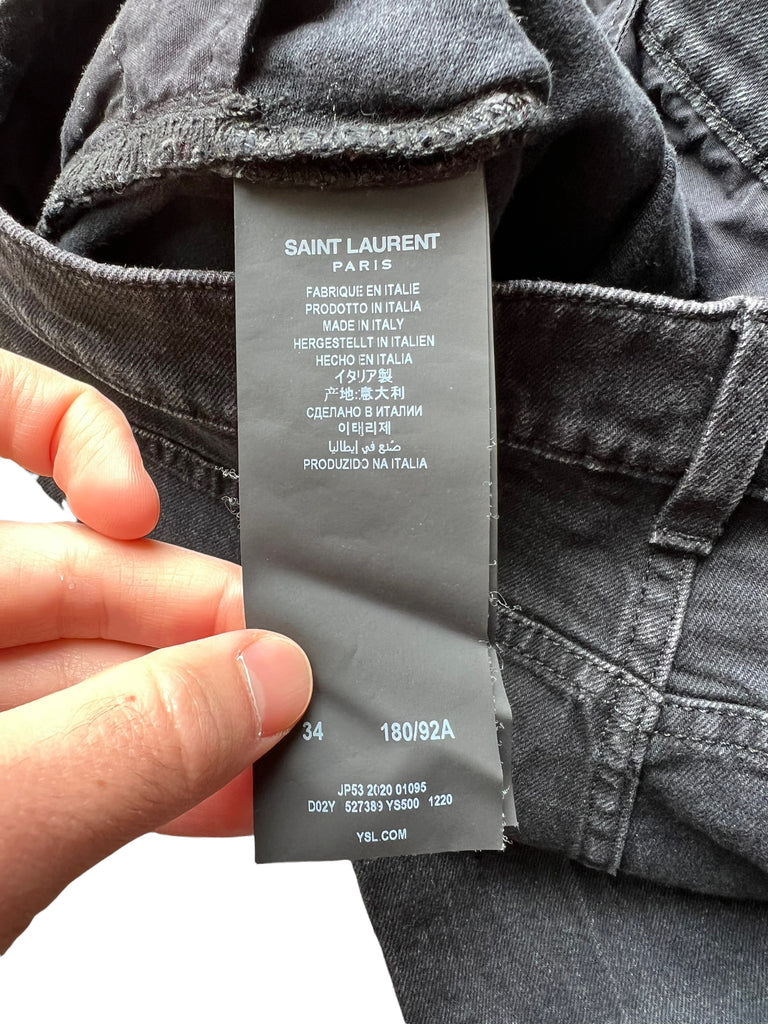 SAINT LAURENT
PARIS
FABRIQUE EN ITALIE
PRODOTTO IN ITALIA
MADE IN ITALY
HERGESTELLT IN ITALIEN
HECHO EN ITALIA
イタリア製
产地:意大利
СДЕЛАНО В ИТАЛИИ
이태리제
صنع في إيطاليا
PRODUZIDO NA ITALIA
34 180/92A
JP53 2020 01095
D02Y 527389 YS500 1220
YSL.COM